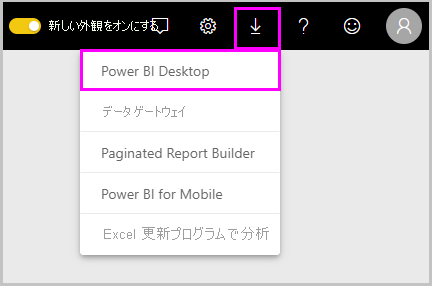 新しい外観をオンにする
Power BI Desktop
データ ゲートウェイ
Paginated Report Builder
Power BI for Mobile
Excel 更新プログラムで分析